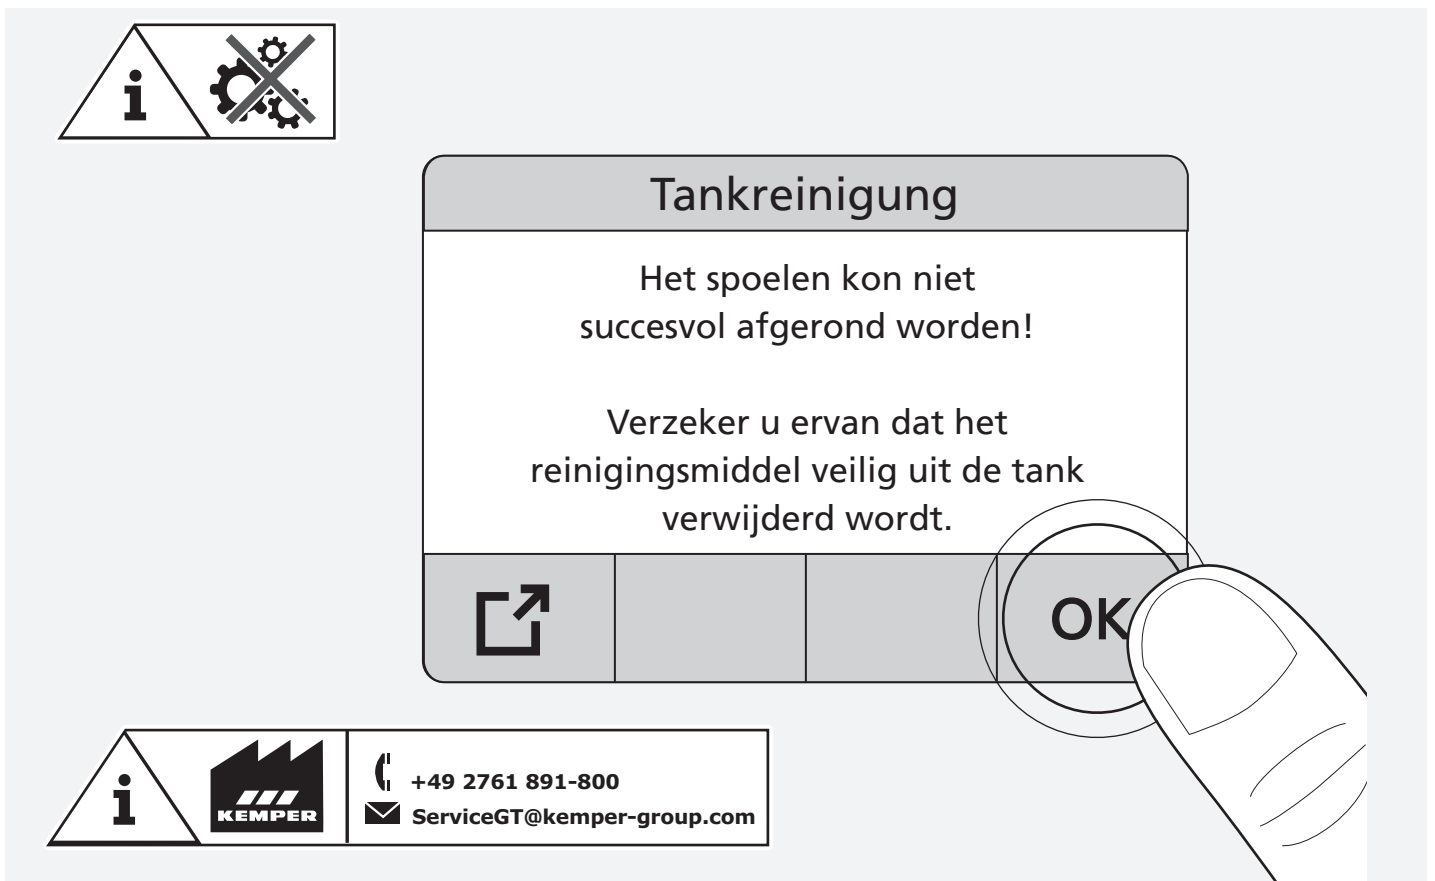 i
Tankreinigung
Het spoelen kon niet
succesvol afgerond worden!
Verzeker u ervan dat het
reinigingsmiddel veilig uit de tank
verwijderd wordt.
OK
i
KEMPER
+49 2761 891-800
ServiceGT@kemper-group.com